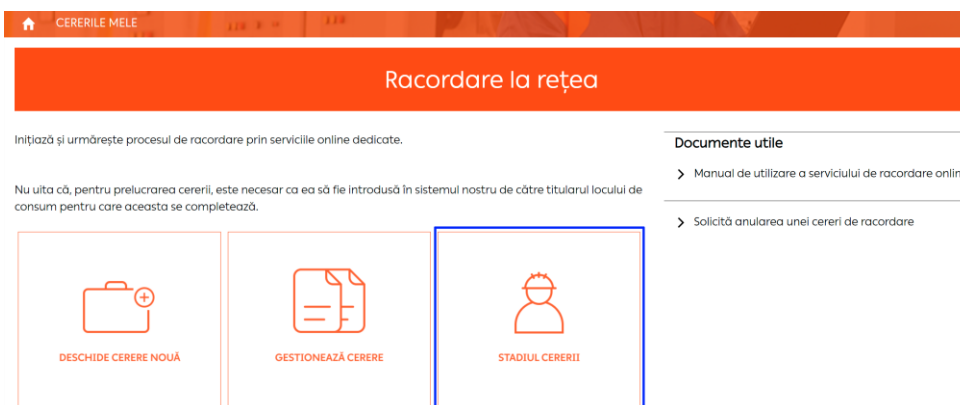 CERERILE MELE
Racordare la rețea
Inițiază și urmărește procesul de racordare prin serviciile online dedicate.
Nu uita că, pentru prelucrarea cererii, este necesar ca ea să fie introdusă în sistemul nostru de către titularul locului de
consum pentru care aceasta se completează.
DESCHIDE CERERE NOUĂ
GESTIONEAZĂ CERERE
STADIUL CERERII
Documente utile
Manual de utilizare a serviciului de racordare onlin
Solicită anularea unei cereri de racordare